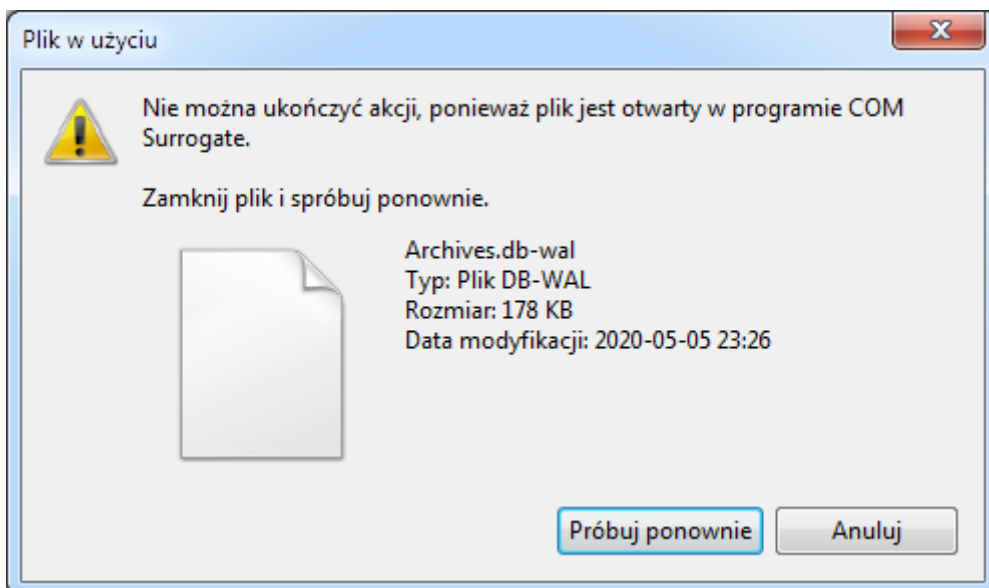 Plik w użyciu
Nie można ukończyć akcji, ponieważ plik jest otwarty w programie COM
Surrogate.
Zamknij plik i spróbuj ponownie.
Archives.db-wal
Typ: Plik DB-WAL
Rozmiar: 178 KB
Data modyfikacji: 2020-05-05 23:26
Próbuj ponownie
Anuluj